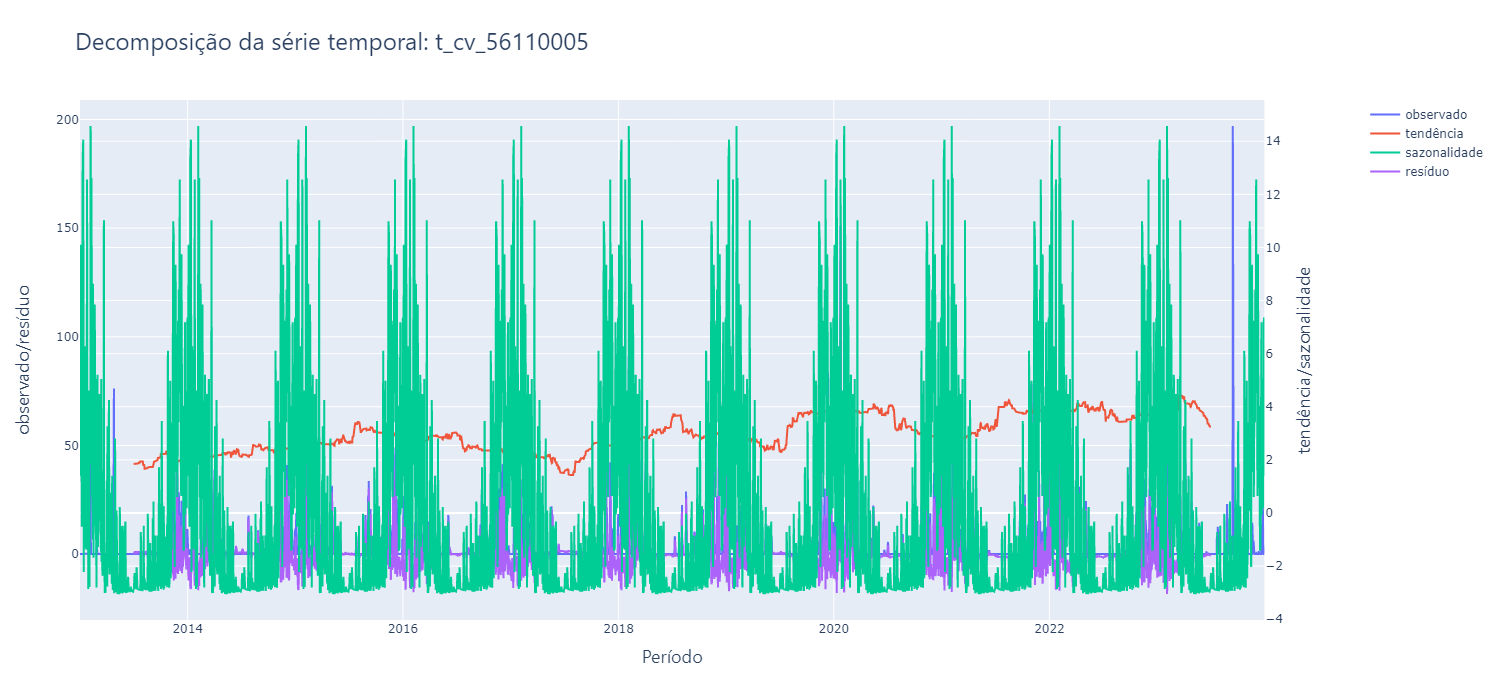 Decomposição da série temporal: t_cv_56110005
observado
tendência
sazonalidade
resíduo
observado/resíduo
200
150
100
50
0
tendência/sazonalidade
14
12
10
8
6
4
2
0
−2
−4
2014
2016
2018
2020
2022
Período